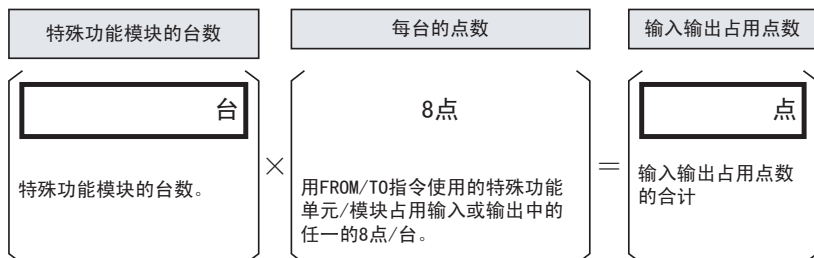 特殊功能模块的台数
每台的点数
输入输出占用点数
台
8点
点
特殊功能模块的台数。
×
用FROM/TO指令使用的特殊功能
单元/模块占用输入或输出中的
任一的8点/台。
=
输入输出占用点数
的合计